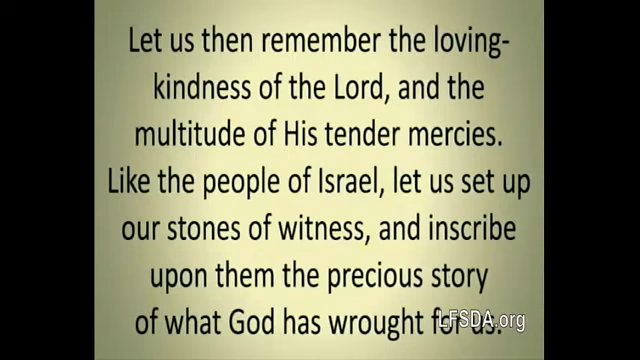 Let us then remember the loving-
kindness of the Lord, and the
multitude of His tender mercies.
Like the people of Israel, let us set up
our stones of witness, and inscribe
upon them the precious story
of what God has wrought for us.
LFSDA.org